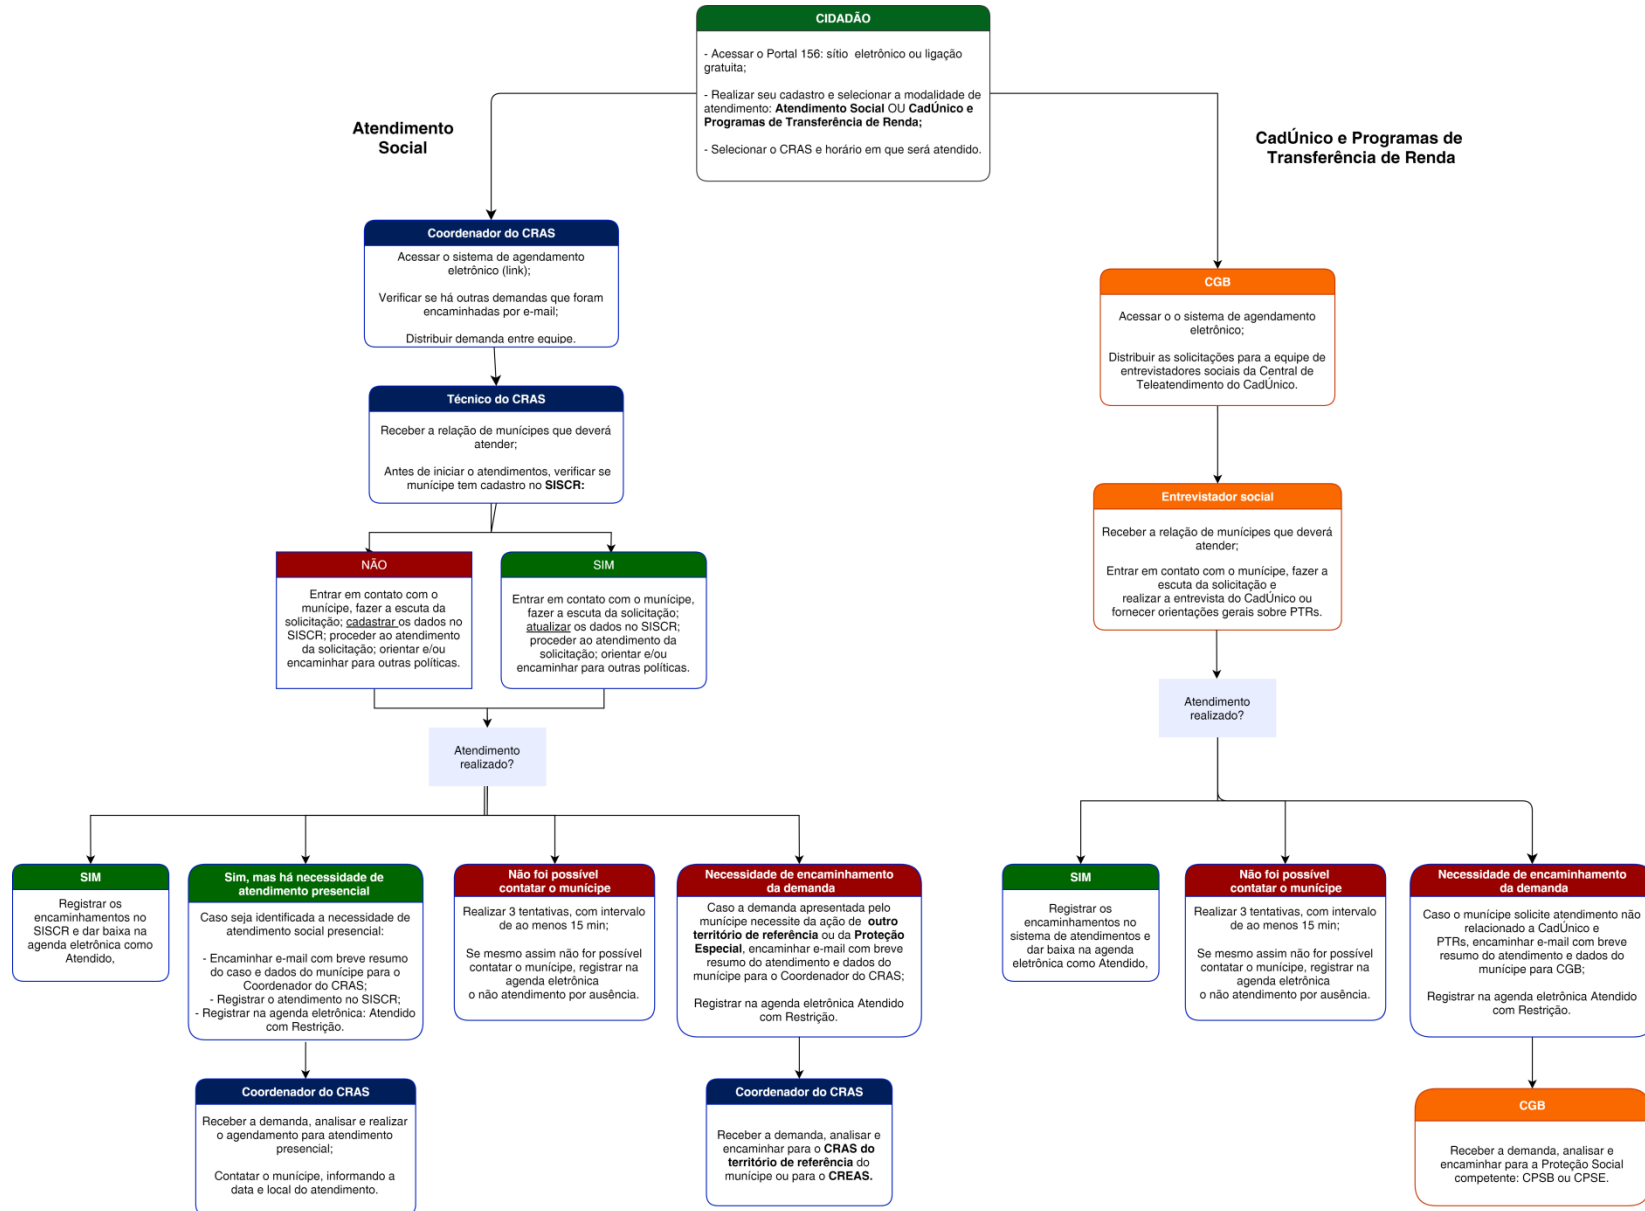 CIDADÃO
- Acessar o Portal 156: sítio eletrônico ou ligação
gratuita;
- Realizar seu cadastro e selecionar a modalidade de
atendimento: Atendimento Social OU CadÚnico e
Programas de Transferência de Renda;
- Selecionar o CRAS e horário em que será atendido.
Atendimento
Social
CadÚnico e Programas de
Transferência de Renda
Coordenador do CRAS
Acessar o sistema de agendamento
eletrônico (link);
Verificar se há outras demandas que foram
encaminhadas por e-mail;
Distribuir demanda entre equipe.
CGB
Acessar o o sistema de agendamento
eletrônico;
Distribuir as solicitações para a equipe de
entrevistadores sociais da Central de
Teleatendimento do CadÚnico.
Técnico do CRAS
Receber a relação de munícipes que deverá
atender;
Antes de iniciar o atendimentos, verificar se
munícipe tem cadastro no SISCR:
Entrevistador social
Receber a relação de munícipes que deverá
atender;
Entrar em contato com o munícipe, fazer a
escuta da solicitação e
realizar a entrevista do CadÚnico ou
fornecer orientações gerais sobre PTRs.
NÃO
Entrar em contato com o
munícipe, fazer a escuta da
solicitação; cadastrar os dados no
SISCR; proceder ao atendimento
da solicitação; orientar e/ou
encaminhar para outras políticas.
SIM
Entrar em contato com o munícipe,
fazer a escuta da solicitação;
atualizar os dados no SISCR;
proceder ao atendimento da
solicitação; orientar e/ou
encaminhar para outras políticas.
Atendimento
realizado?
Atendimento
realizado?
SIM
Registrar os
encaminhamentos no
SISCR e dar baixa na
agenda eletrônica como
Atendido,
Sim, mas há necessidade de
atendimento presencial
Caso seja identificada a necessidade de
atendimento social presencial:
- Encaminhar e-mail com breve resumo
do caso e dados do munícipe para o
Coordenador do CRAS;
- Registrar o atendimento no SISCR;
- Registrar na agenda eletrônica: Atendido
com Restrição.
Não foi possível
contatar o munícipe
Realizar 3 tentativas, com intervalo
de ao menos 15 min;
Se mesmo assim não for possível
contatar o munícipe, registrar na
agenda eletrônica
o não atendimento por ausência.
Necessidade de encaminhamento
da demanda
Caso a demanda apresentada pelo
munícipe necessite da ação de outro
território de referência ou da Proteção
Especial, encaminhar e-mail com breve
resumo do atendimento e dados do
munícipe para o Coordenador do CRAS;
Registrar na agenda eletrônica Atendido
com Restrição.
SIM
Registrar os
encaminhamentos no
sistema de atendimentos e
dar baixa na agenda
eletrônica como Atendido,
Não foi possível
contatar o munícipe
Realizar 3 tentativas, com intervalo
de ao menos 15 min;
Se mesmo assim não for possível
contatar o munícipe, registrar na
agenda eletrônica
o não atendimento por ausência.
Necessidade de encaminhamento
da demanda
Caso o munícipe solicite atendimento não
relacionado a CadÚnico e
PTRs, encaminhar e-mail com breve
resumo do atendimento e dados do
munícipe para CGB;
Registrar na agenda eletrônica Atendido
com Restrição.
Coordenador do CRAS
Receber a demanda, analisar e realizar
o agendamento para atendimento
presencial;
Contatar o munícipe, informando a
data e local do atendimento.
Coordenador do CRAS
Receber a demanda, analisar e
encaminhar para o CRAS do
território de referência do
munícipe ou para o CREAS.
CGB
Receber a demanda, analisar e
encaminhar para a Proteção Social
competente: CPSB ou CPSE.